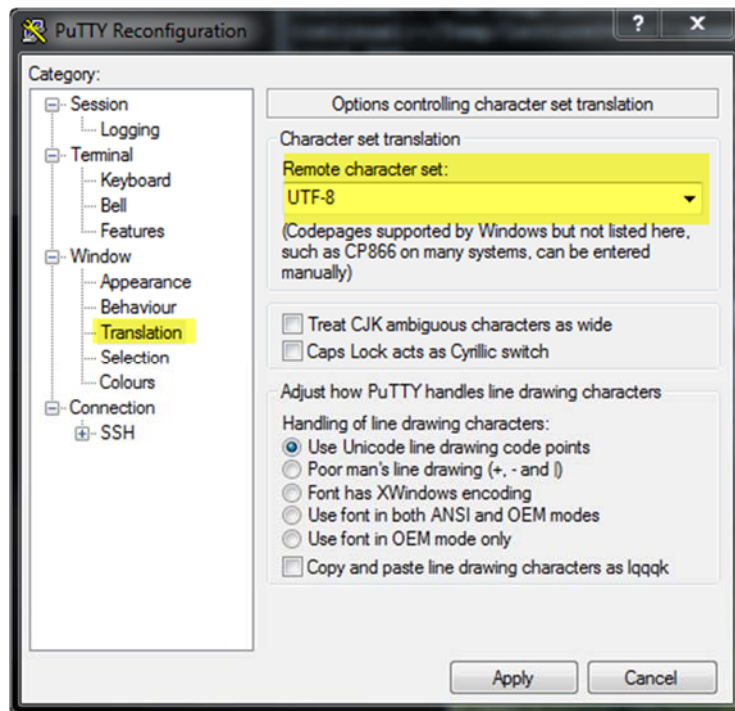 PuTTY Reconfiguration
Category:
Session
Logging
Terminal
Keyboard
Bell
Features
Window
Appearance
Behaviour
Translation
Selection
Colours
Connection
SSH
Options controlling character set translation
Character set translation
Remote character set:
UTF-8
(Codepages supported by Windows but not listed here,
such as CP866 on many systems, can be entered
manually)
Treat CJK ambiguous characters as wide
Caps Lock acts as Cyrillic switch
Adjust how PuTTY handles line drawing characters
Handling of line drawing characters:
Use Unicode line drawing code points
Poor man's line drawing (+, - and |)
Font has XWindows encoding
Use font in both ANSI and OEM modes
Use font in OEM mode only
Copy and paste line drawing characters as lqqqk
Apply
Cancel